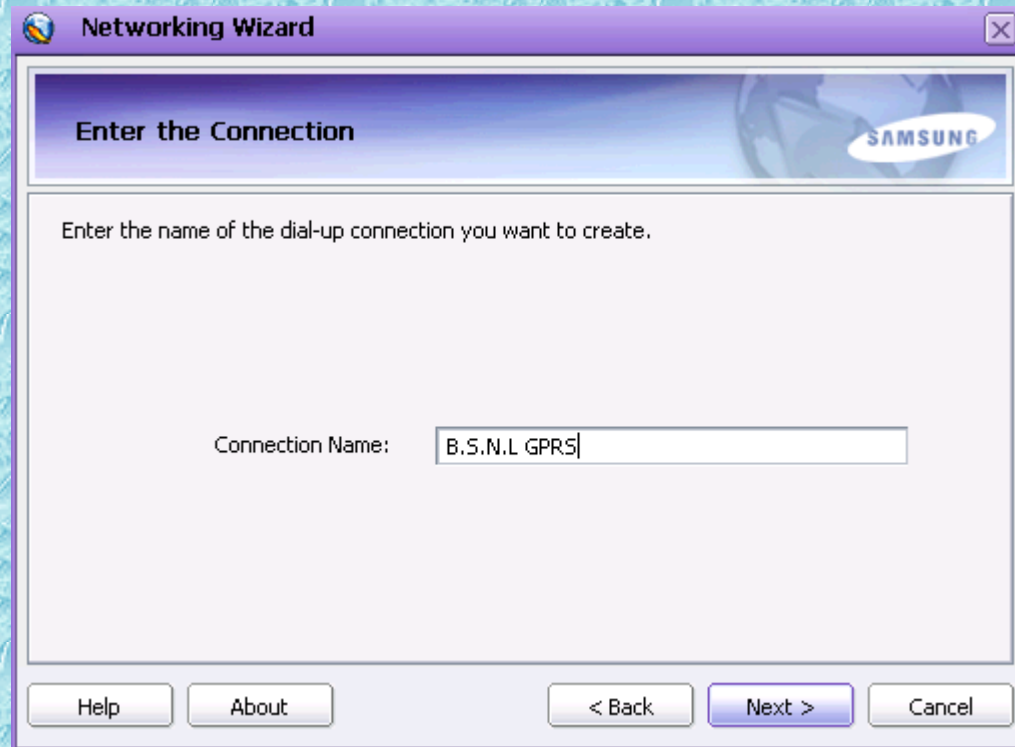 Networking Wizard
Enter the Connection
SAMSUNG
Enter the name of the dial-up connection you want to create.
Connection Name: B.S.N.L GPRS
Help About < Back Next > Cancel